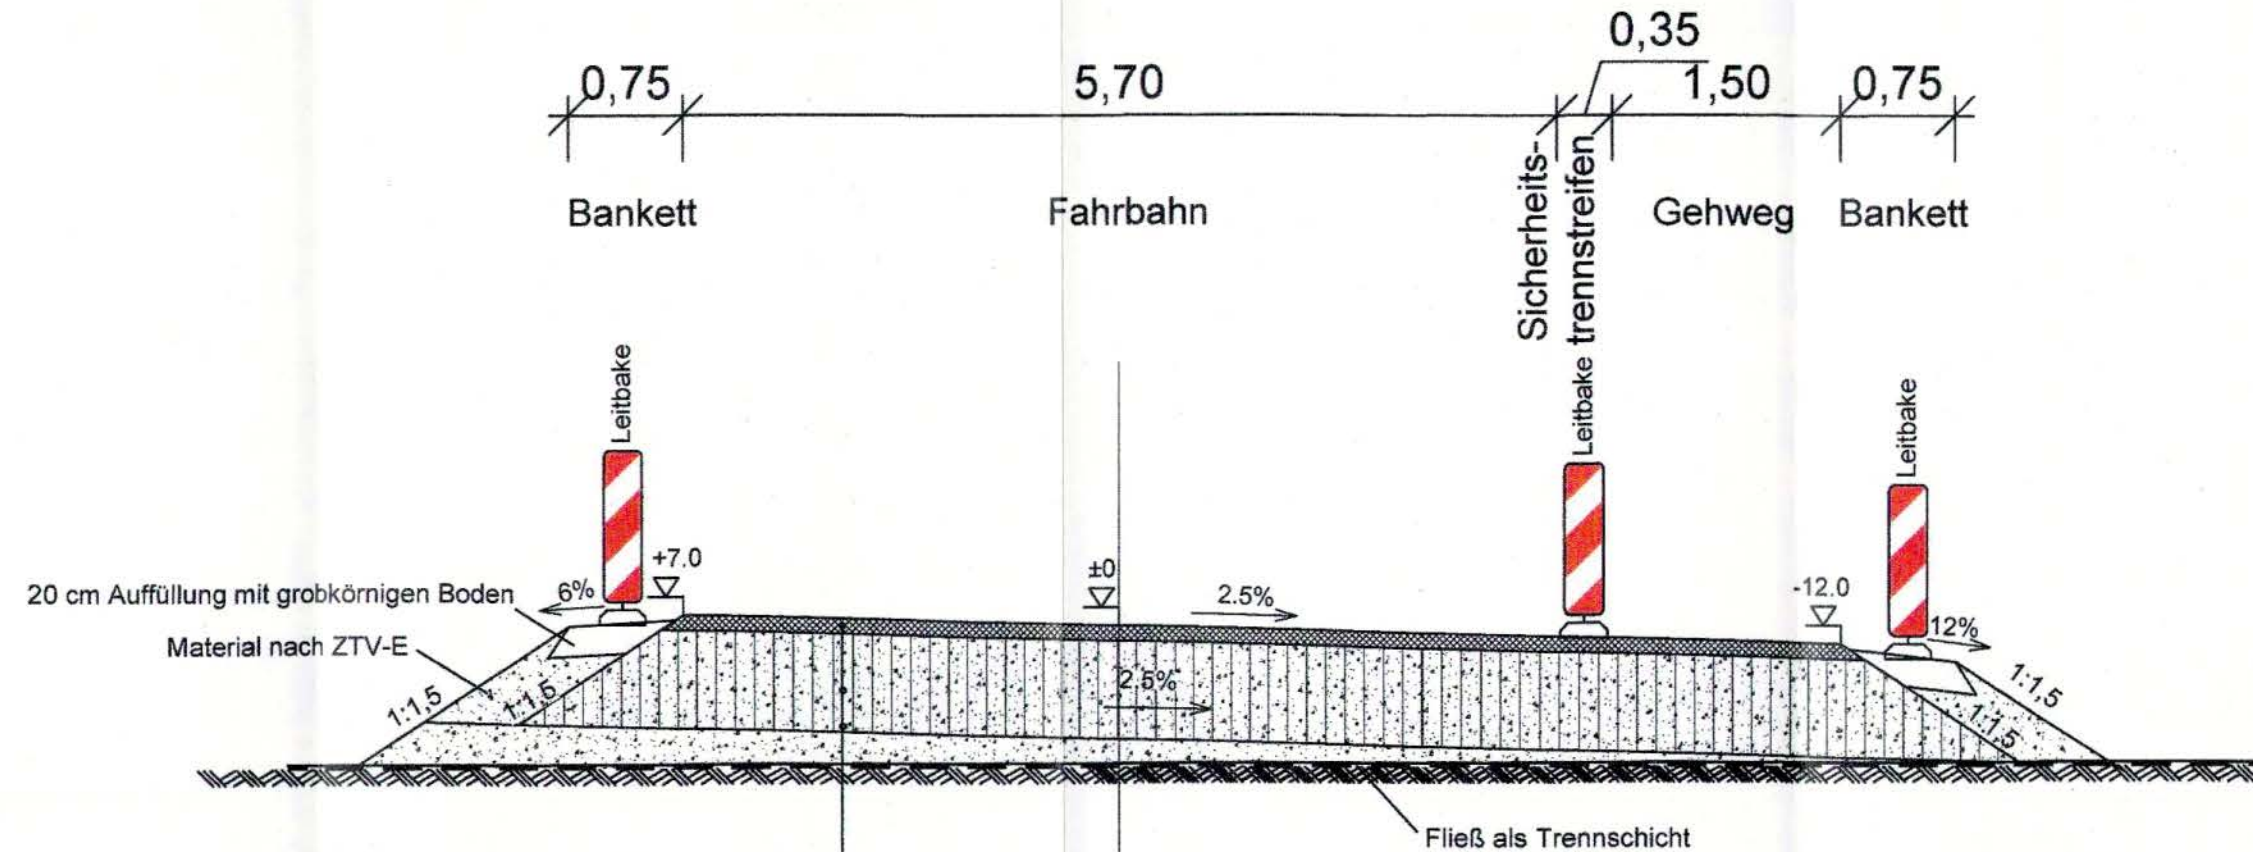 0,35
0,75
5,70
1,50
0,75
Bankett
Fahrbahn
Sicherheits-
trennstreifen
Gehweg
Bankett
Leitbake
Leitbake
Leitbake
+7.0
±0
-12.0
20 cm Auffüllung mit grobkörnigen Boden
6%
2.5%
12%
Material nach ZTV-E
2.5%
1:1,5
1:1,5
1:1,5
1:1,5
Fließ als Trennschicht